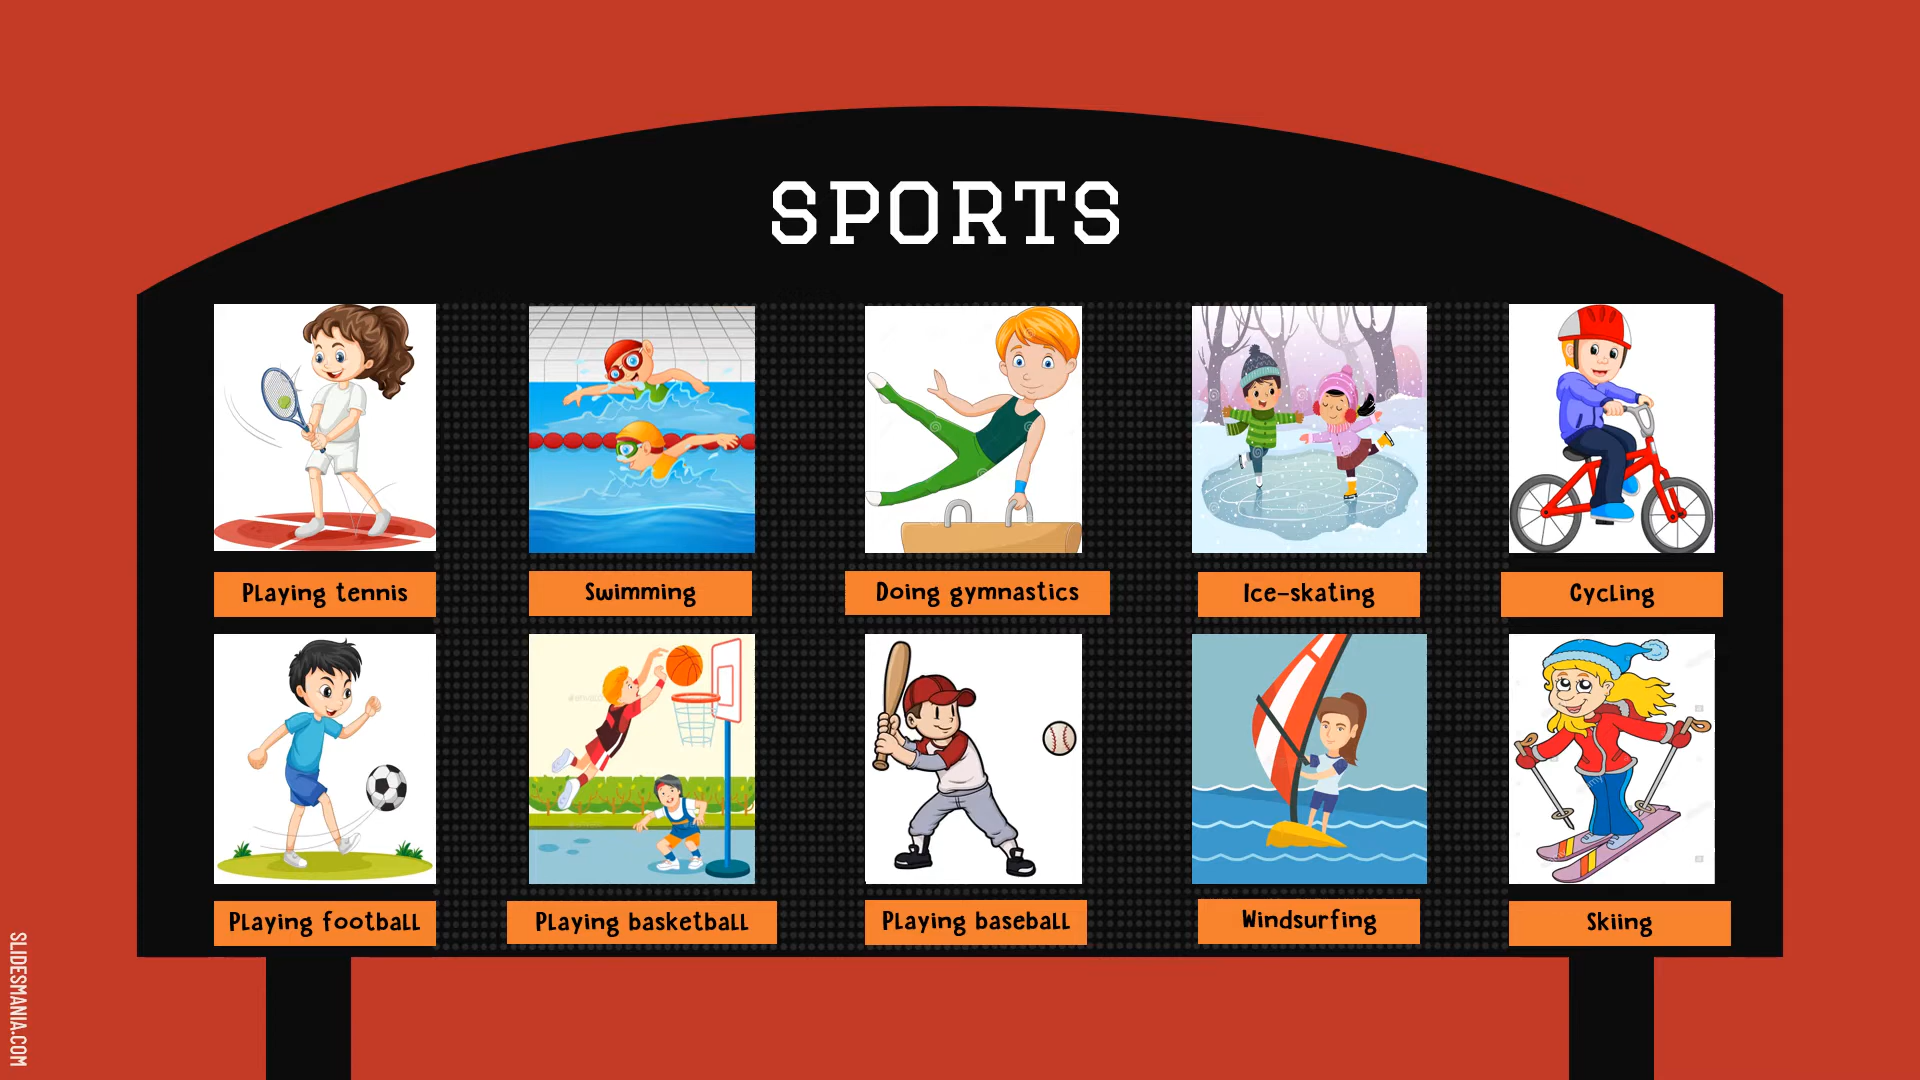 SPORTS
Playing tennis
Swimming
Doing gymnastics
Ice-skating
Cycling
Playing football
Playing basketball
Playing baseball
Windsurfing
Skiing
SLIDESMANIA.COM